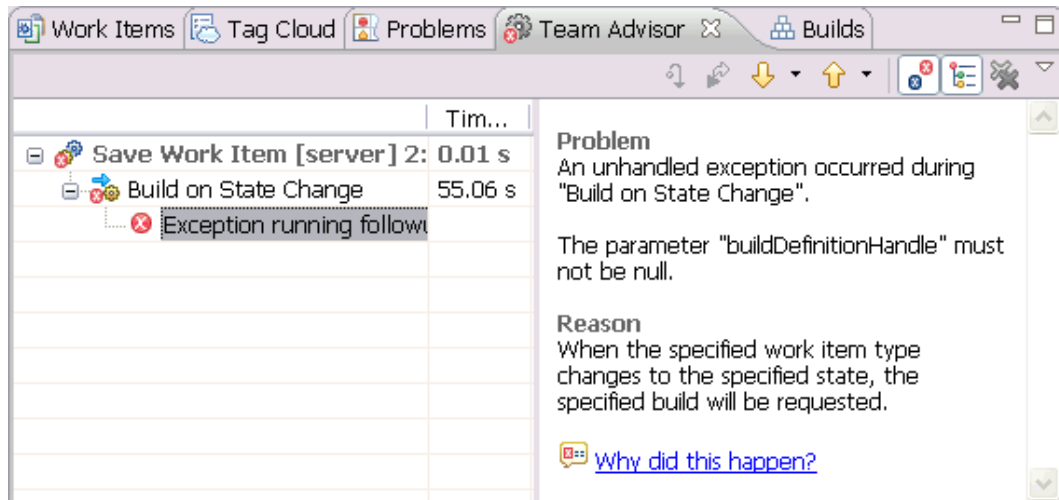 Work Items Tag Cloud Problems Team Advisor Builds
Tim...
Save Work Item [server] 2: 0.01 s
Build on State Change 55.06 s
Exception running followu
Problem
An unhandled exception occurred during
"Build on State Change".
The parameter "buildDefinitionHandle" must
not be null.
Reason
When the specified work item type
changes to the specified state, the
specified build will be requested.
Why did this happen?